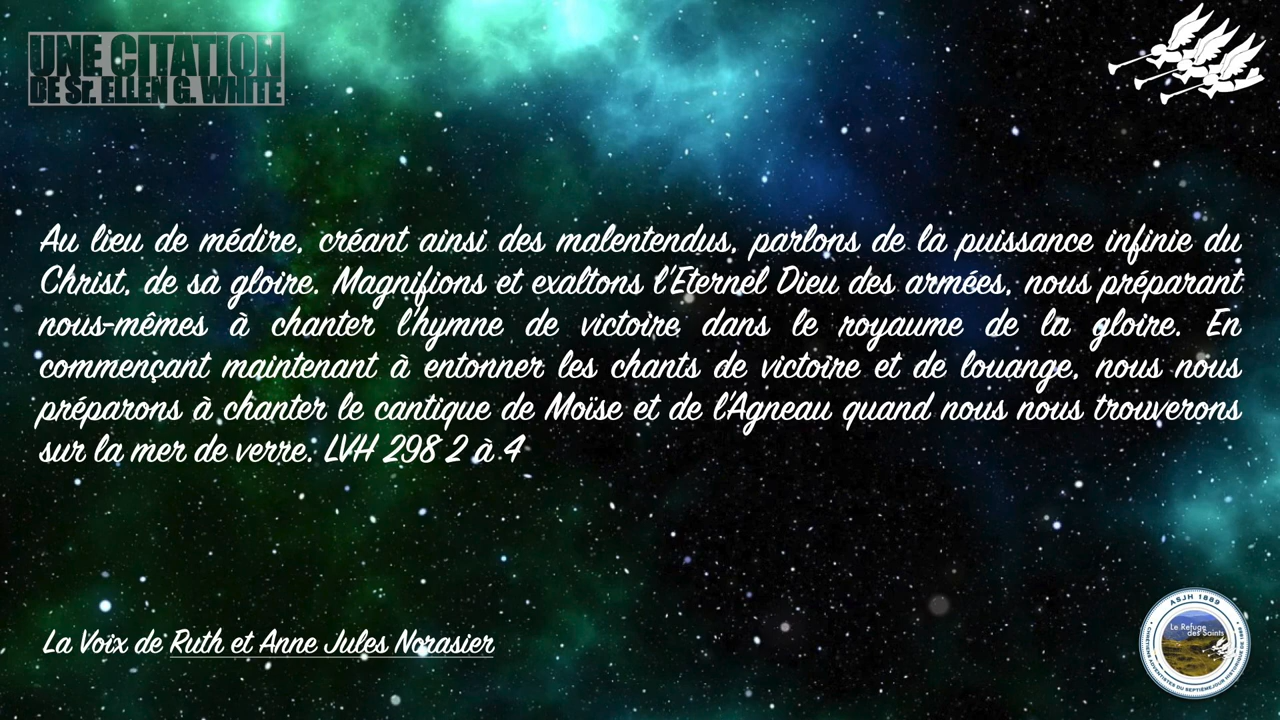 UNE CITATION
DE Sr. ELLEN G. WHITE
Au lieu de médire, créant ainsi des malentendus, parlons de la puissance infinie du
Christ, de sà gloire. Magnifions et exaltons l'Eternel Dieu des armées, nous préparant
nous-mêmes à chanter l'hymne de victoire dans le royaume de la gloire. En
commençant maintenant à entonner les chants de victoire et de louange, nous nous
préparons à chanter le cantique de Moïse et de l'Agneau quand nous nous trouverons
sur la mer de verre. LVH 298 2 à 4
La Voix de Ruth et Anne Jules Norasier
ASJH 1889
Le Refuge
des Saints